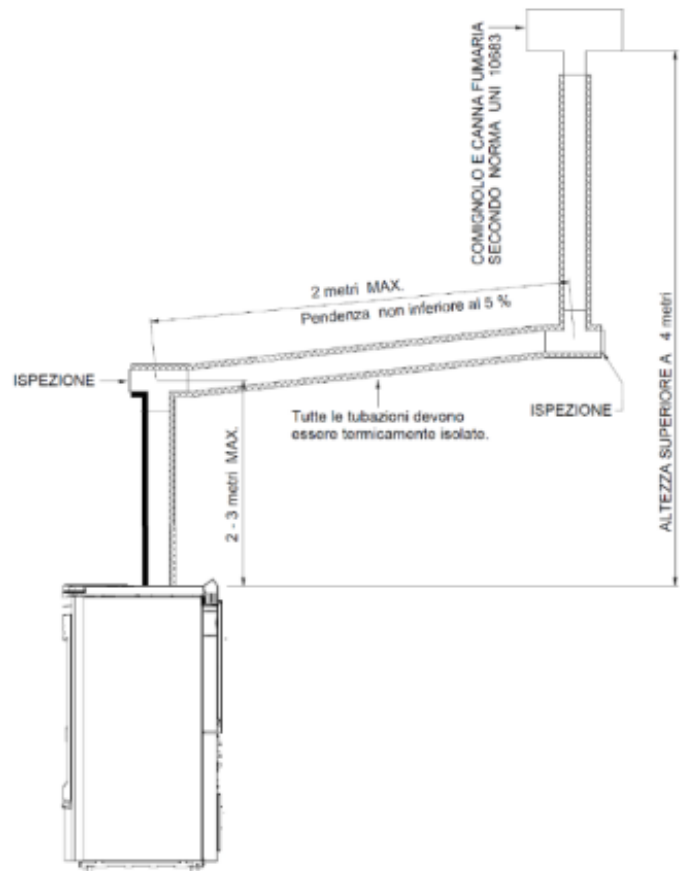 COMIGNOLO E CANNA FUMARIA
SECONDO NORMA UNI 10683
2 metri MAX.
Pendenza non inferiore al 5 %
ISPEZIONE
ISPEZIONE
Tutte le tubazioni devono
essere termicamente isolate.
2 - 3 metri MAX.
ALTEZZA SUPERIORE A 4 metri